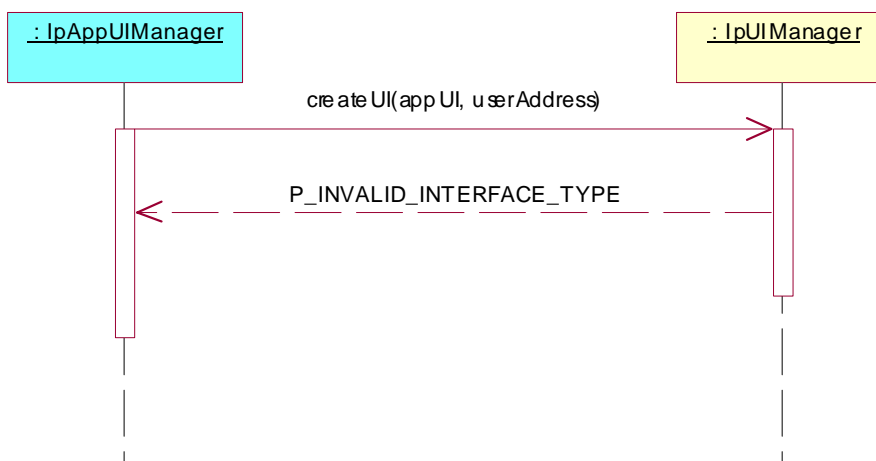 : IpAppUIManager
: IpUIManager
createUI(appUI, userAddress)
P_INVALID_INTERFACE_TYPE